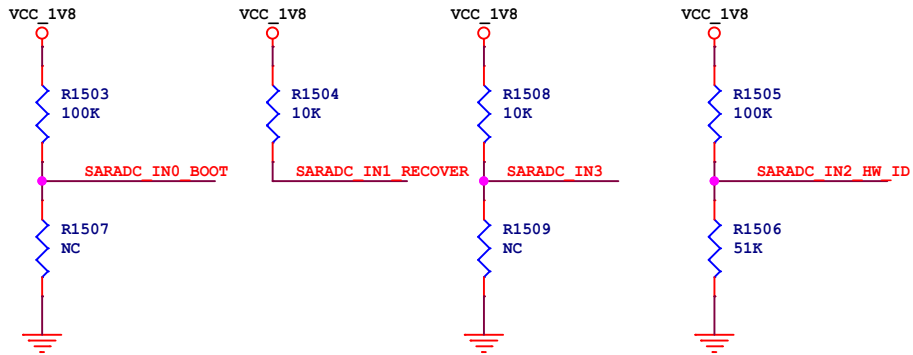 VCC_1V8
VCC_1V8
VCC_1V8
VCC_1V8
R1503
100K
R1504
10K
R1508
10K
R1505
100K
SARADC_IN0_BOOT
SARADC_IN1_RECOVER
SARADC_IN3
SARADC_IN2_HW_ID
R1507
NC
R1509
NC
R1506
51K